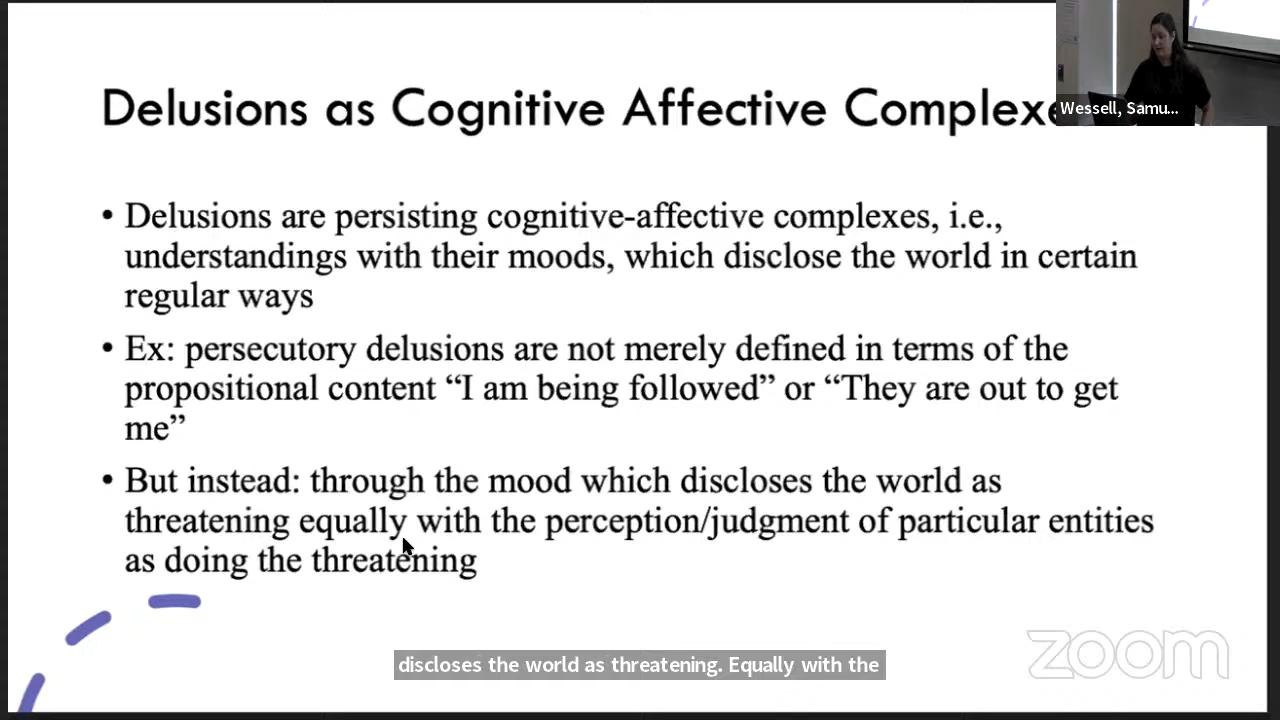 Delusions as Cognitive Affective Complexe
Wessell, Samu...
• Delusions are persisting cognitive-affective complexes, i.e.,
understandings with their moods, which disclose the world in certain
regular ways
• Ex: persecutory delusions are not merely defined in terms of the
propositional content “I am being followed” or “They are out to get
me”
• But instead: through the mood which discloses the world as
threatening equally with the perception/judgment of particular entities
as doing the threatening
discloses the world as threatening. Equally with the
zoom